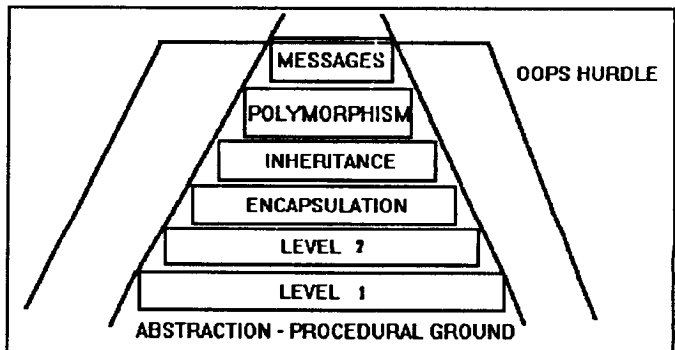 MESSAGES
OOPS HURDLE
POLYMORPHISM
INHERITANCE
ENCAPSULATION
LEVEL 2
LEVEL 1
ABSTRACTION - PROCEDURAL GROUND